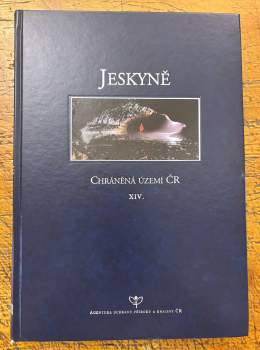 JESKYNĚ
CHRÁNĚNÁ ÚZEMÍ ČR
XIV.
AGENTURA OCHRANY PŘÍRODY A KRAJINY ČR